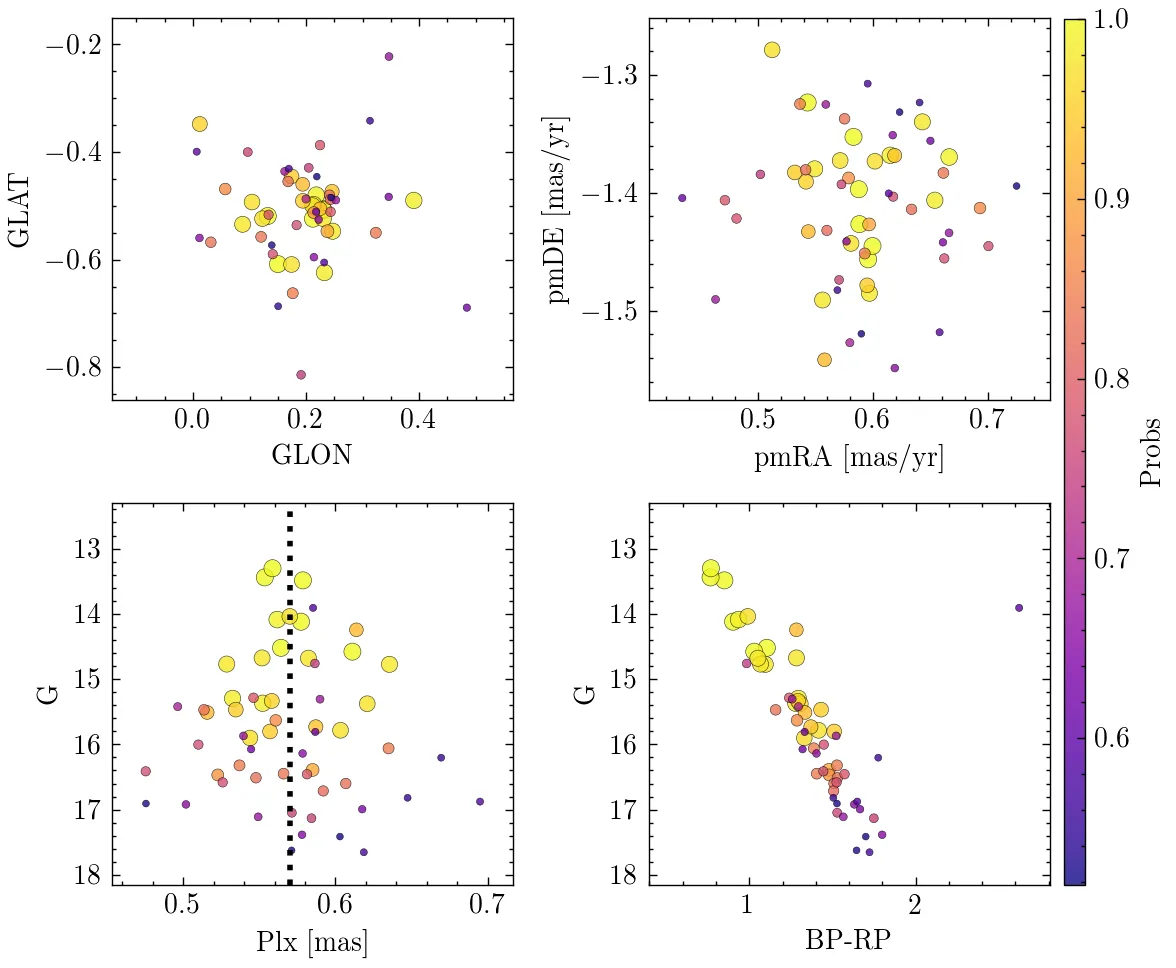 −0.2
−0.4
−0.6
−0.8
GLAT
0.0 0.2 0.4
GLON
−1.3
−1.4
−1.5
pmDE [mas/yr]
0.5 0.6 0.7
pmRA [mas/yr]
13
14
15
16
17
18
G
0.5 0.6 0.7
Plx [mas]
13
14
15
16
17
18
G
1 2
BP-RP
1.0
0.9
0.8
0.7
0.6
Probs